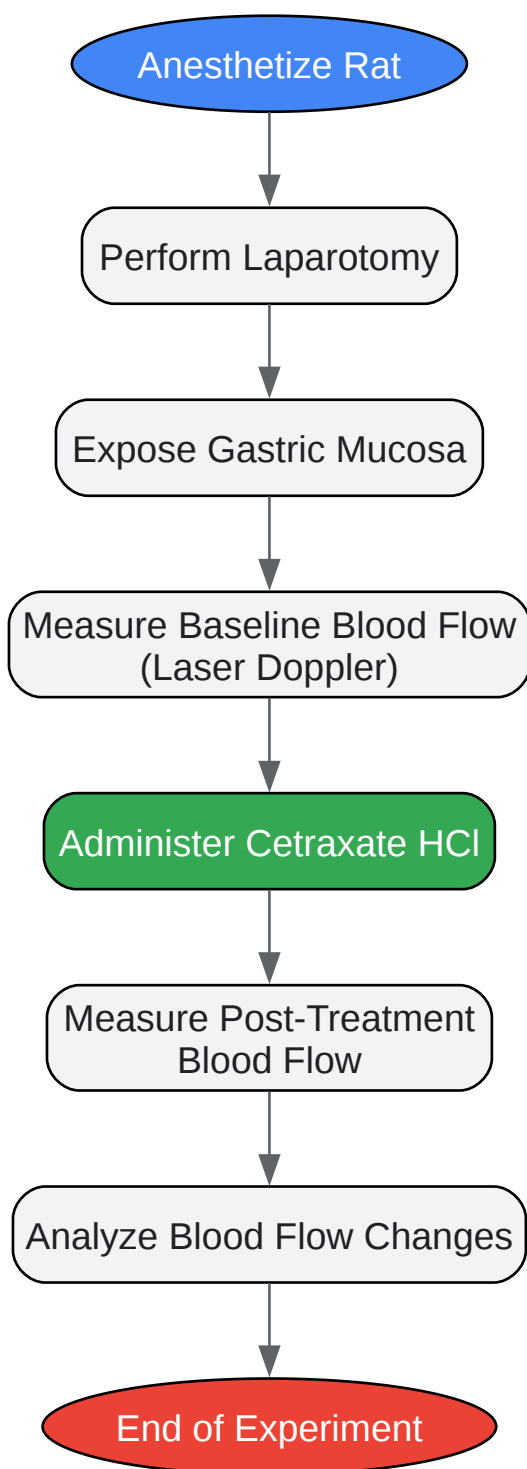 Anesthetize Rat
Perform Laparotomy
Expose Gastric Mucosa
Measure Baseline Blood Flow
(Laser Doppler)
Administer Cetraxate HCl
Measure Post-Treatment
Blood Flow
Analyze Blood Flow Changes
End of Experiment